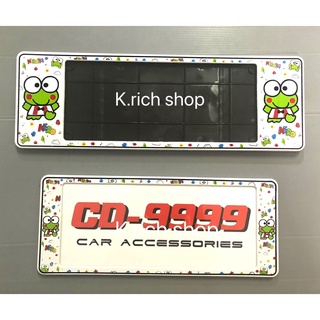 K.rich shop
CD-9999
CAR ACCESSORIES
K.rich shop